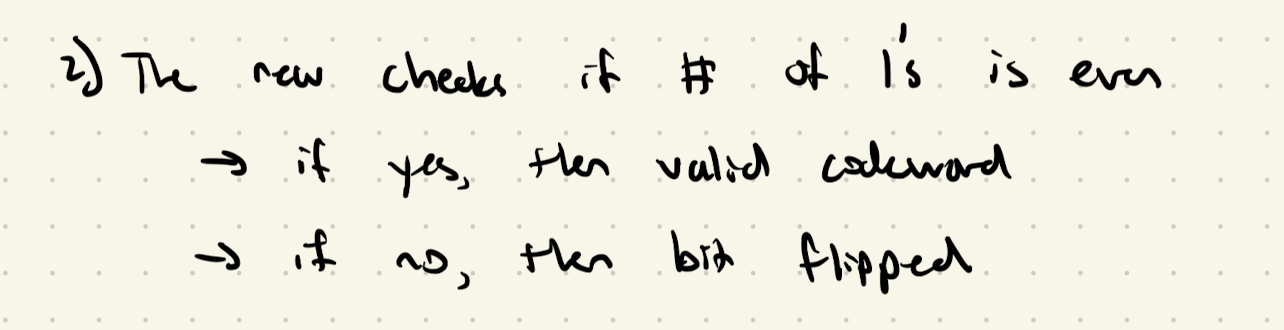 2) The new checks if # of 1's is even
→ if yes, then valid codeword
→ if no, then bit flipped